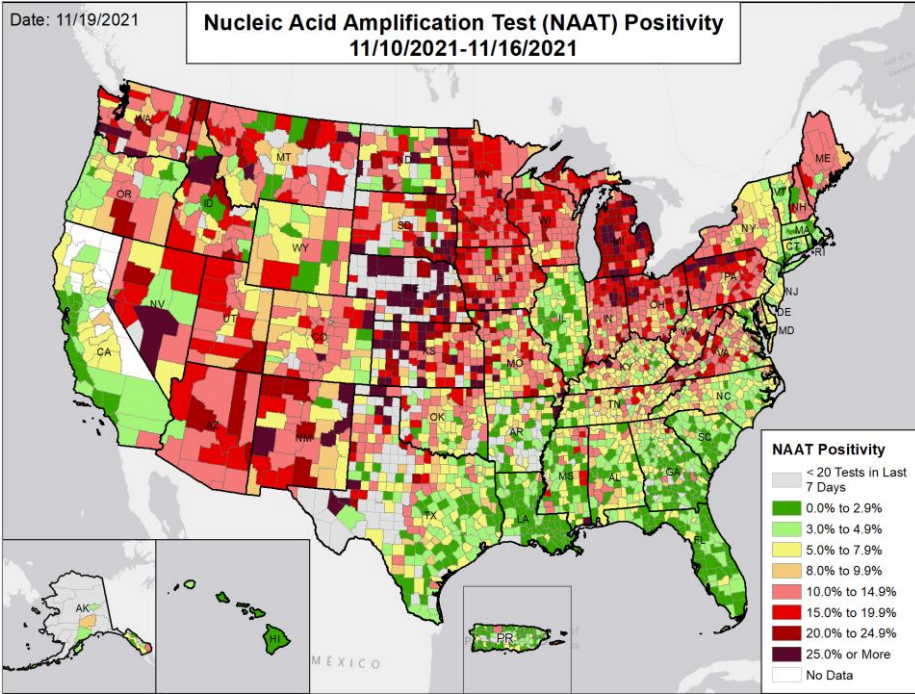 Date: 11/19/2021
Nucleic Acid Amplification Test (NAAT) Positivity
11/10/2021-11/16/2021
WA
MT
ND
MN
ME
OR
ID
SD
WI
MI
VT
NH
NY
MA
WY
CT
RI
IA
PA
NE
NJ
NV
UT
IL
IN
OH
DE
CO
MD
CA
KS
MO
WV
VA
KY
AZ
NM
OK
TN
NC
AR
SC
MS
AL
GA
TX
LA
FL
AK
HI
PR
MÉXICO
NAAT Positivity
< 20 Tests in Last
7 Days
0.0% to 2.9%
3.0% to 4.9%
5.0% to 7.9%
8.0% to 9.9%
10.0% to 14.9%
15.0% to 19.9%
20.0% to 24.9%
25.0% or More
No Data